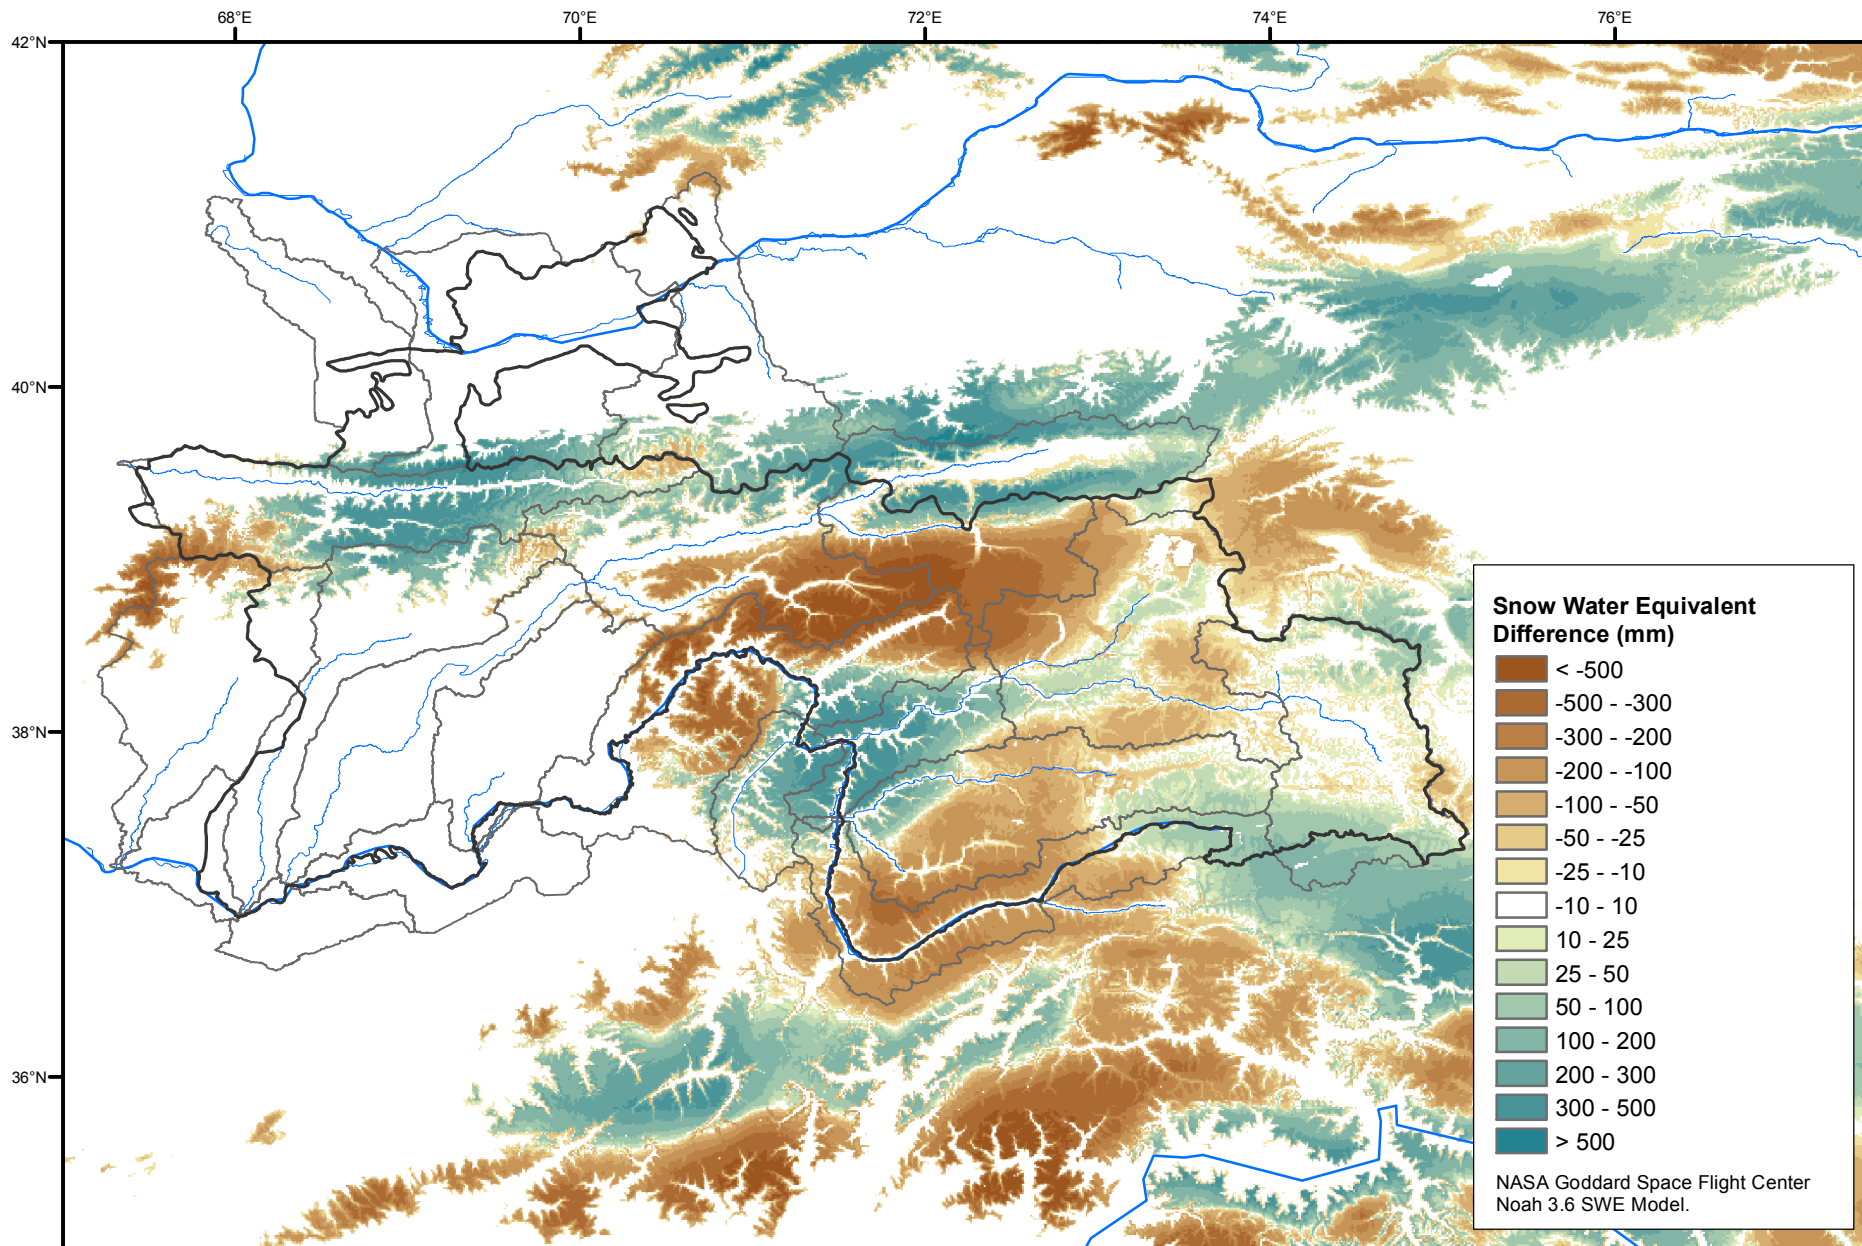 68°E
70°E
72°E
74°E
76°E
42°N
40°N
38°N
36°N
Snow Water Equivalent
Difference (mm)
< -500
-500 - -300
-300 - -200
-200 - -100
-100 - -50
-50 - -25
-25 - -10
-10 - 10
10 - 25
25 - 50
50 - 100
100 - 200
200 - 300
300 - 500
> 500
NASA Goddard Space Flight Center
Noah 3.6 SWE Model.